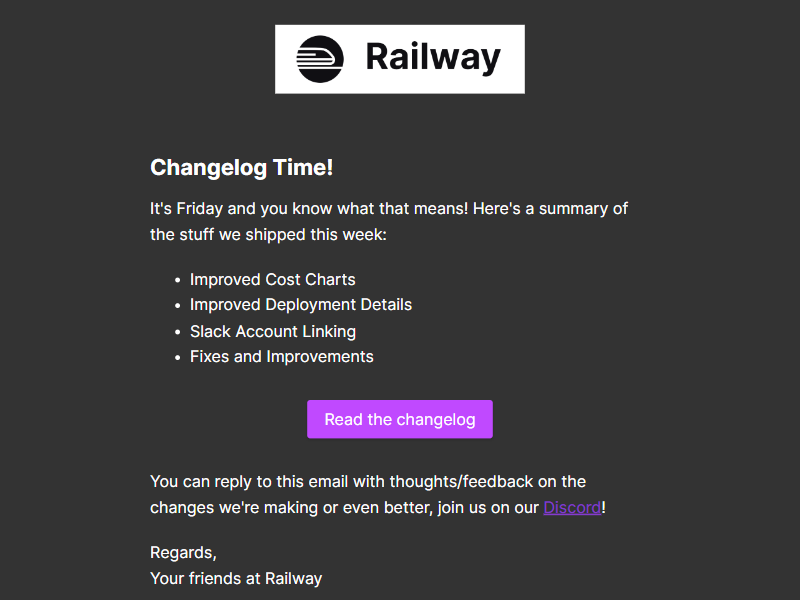 Railway
Changelog Time!
It's Friday and you know what that means! Here's a summary of
the stuff we shipped this week:
• Improved Cost Charts
• Improved Deployment Details
• Slack Account Linking
• Fixes and Improvements
Read the changelog
You can reply to this email with thoughts/feedback on the
changes we're making or even better, join us on our Discord!
Regards,
Your friends at Railway